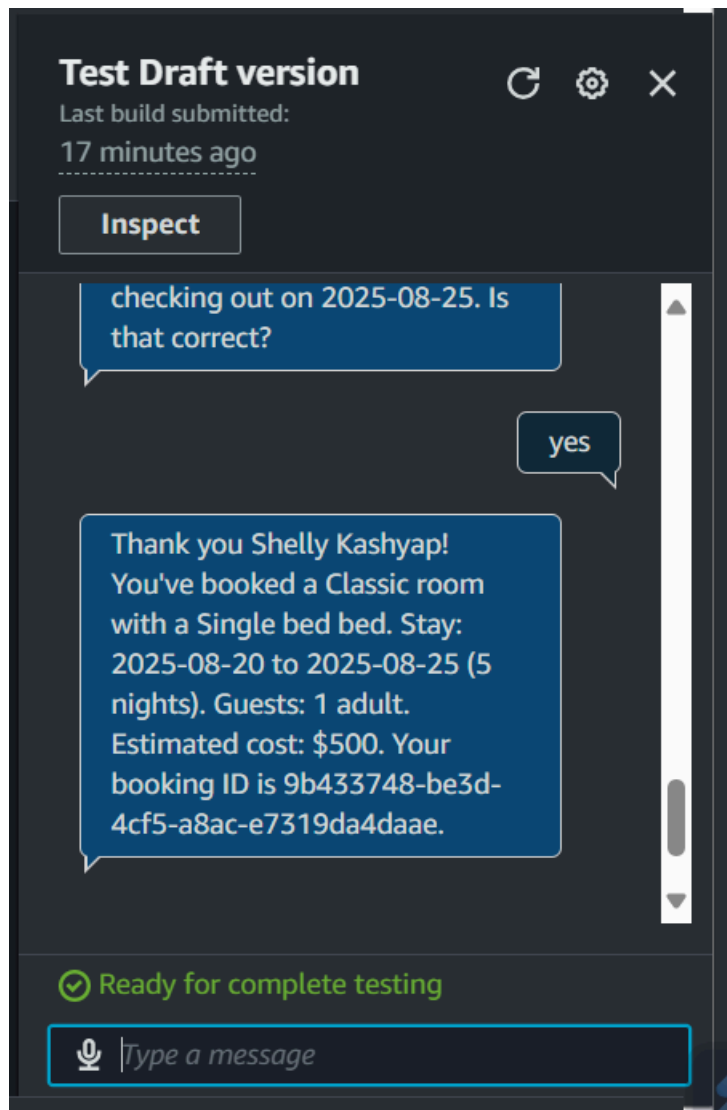 Test Draft version
Last build submitted:
17 minutes ago
Inspect
checking out on 2025-08-25. Is
that correct?
yes
Thank you Shelly Kashyap!
You've booked a Classic room
with a Single bed bed. Stay:
2025-08-20 to 2025-08-25 (5
nights). Guests: 1 adult.
Estimated cost: $500. Your
booking ID is 9b433748-be3d-
4cf5-a8ac-e7319da4daae.
Ready for complete testing
Type a message